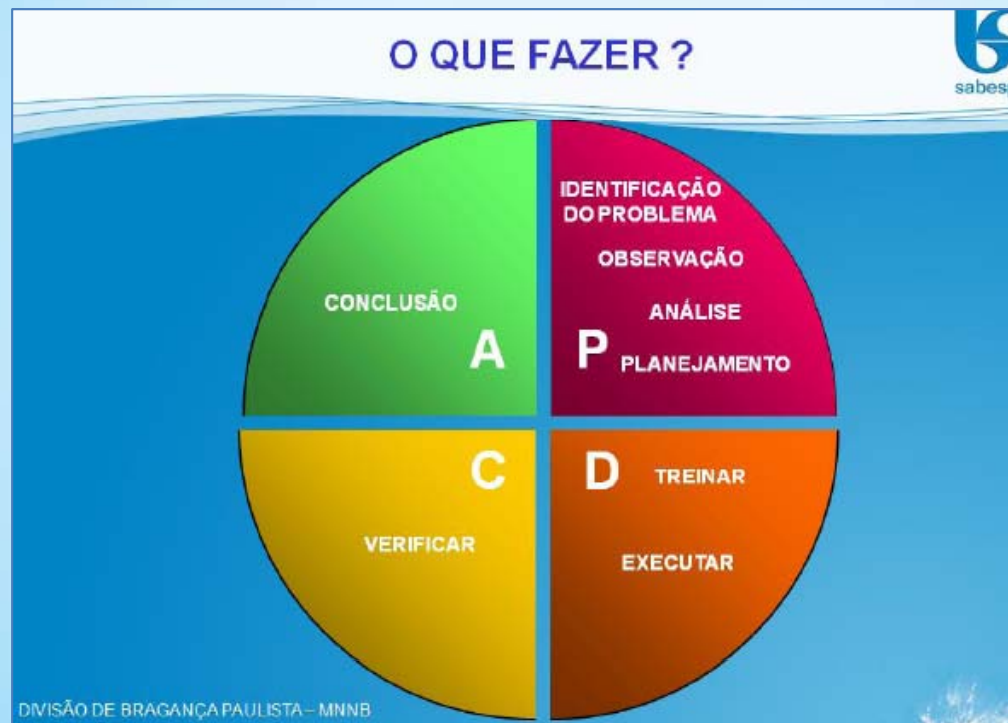 O QUE FAZER ?
sabesp
IDENTIFICAÇÃO
DO PROBLEMA
OBSERVAÇÃO
ANÁLISE
P PLANEJAMENTO
CONCLUSÃO
A
C
VERIFICAR
D TREINAR
EXECUTAR
DIVISÃO DE BRAGANÇA PAULISTA – MNNB